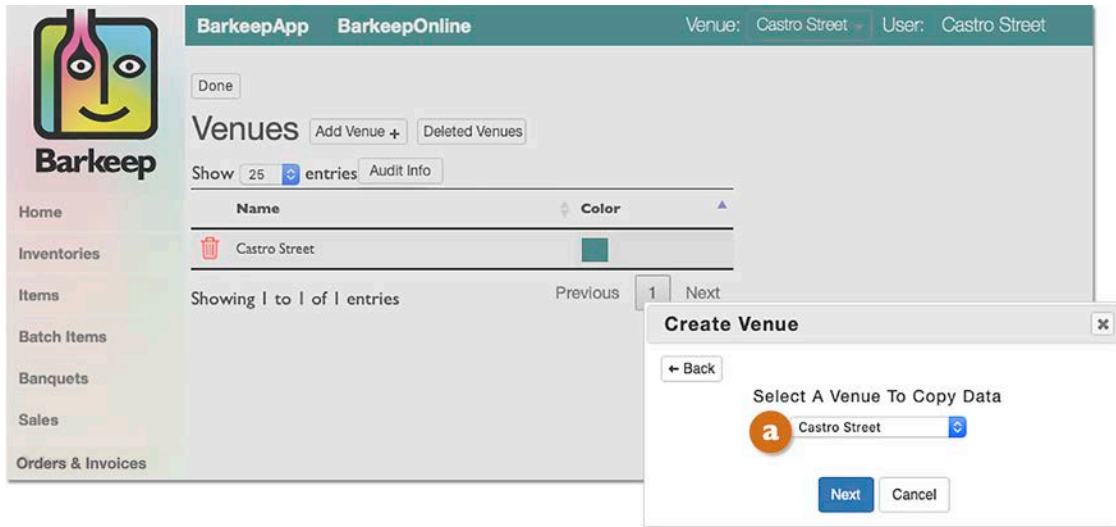 BarkeepApp BarkeepOnline Venue: Castro Street User: Castro Street
Barkeep
Home
Inventories
Items
Batch Items
Banquets
Sales
Orders & Invoices
Done
Venues Add Venue + Deleted Venues
Show 25 entries Audit Info
Name Color
Castro Street
Showing 1 to 1 of 1 entries Previous 1 Next
Create Venue
← Back
Select A Venue To Copy Data
a Castro Street
Next Cancel